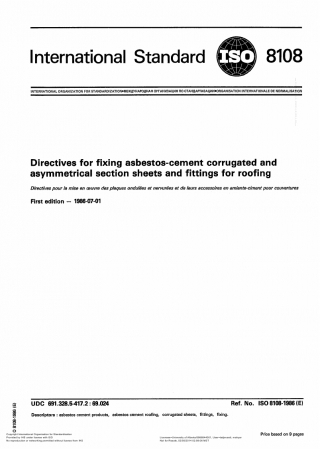 International Standard ISO 8108
INTERNATIONAL ORGANIZATION FOR STANDARDIZATION•МЕЖДУНАРОДНАЯ ОРГАНИЗАЦИЯ ПО СТАНДАРТИЗАЦИИ•ORGANISATION INTERNATIONALE DE NORMALISATION
Directives for fixing asbestos-cement corrugated and
asymmetrical section sheets and fittings for roofing
Directives pour la mise en œuvre des plaques ondulées et nervurées et de leurs accessoires en amiante-ciment pour couvertures
First edition — 1986-07-01
UDC 691.328.5-417.2 : 69.024
Ref. No. ISO 8108-1986 (E)
Descriptors : asbestos cement products, asbestos-cement roofing, corrugated sheets, fittings, fixing.
ISO 8108-1986 (E)
Price based on 9 pages